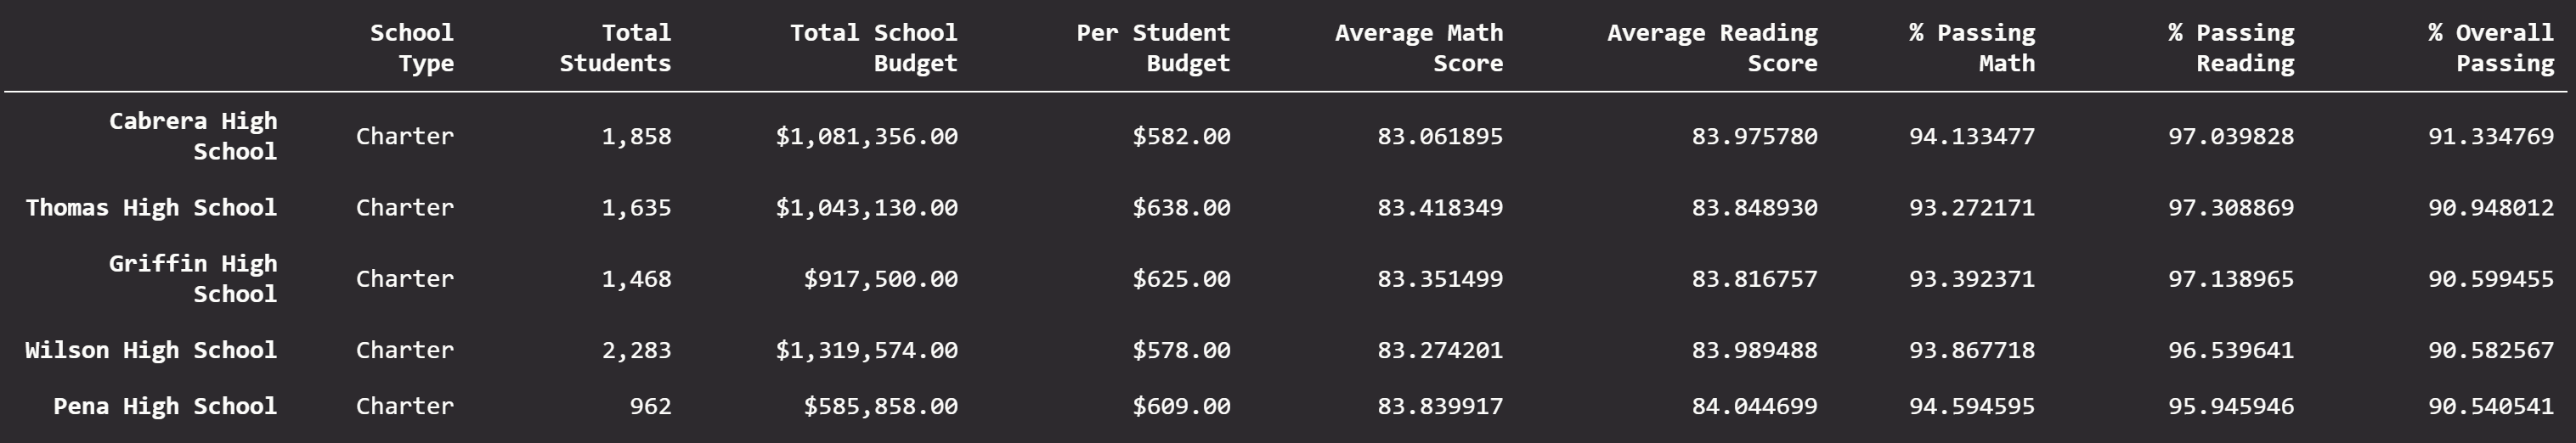 School Total Total School Per Student Average Math Average Reading % Passing % Passing % Overall
Type Students Budget Budget Score Score Math Reading Passing
Cabrera High
School Charter 1,858 $1,081,356.00 $582.00 83.061895 83.975780 94.133477 97.039828 91.334769
Thomas High School Charter 1,635 $1,043,130.00 $638.00 83.418349 83.848930 93.272171 97.308869 90.948012
Griffin High
School Charter 1,468 $917,500.00 $625.00 83.351499 83.816757 93.392371 97.138965 90.599455
Wilson High School Charter 2,283 $1,319,574.00 $578.00 83.274201 83.989488 93.867718 96.539641 90.582567
Pena High School Charter 962 $585,858.00 $609.00 83.839917 84.044699 94.594595 95.945946 90.540541